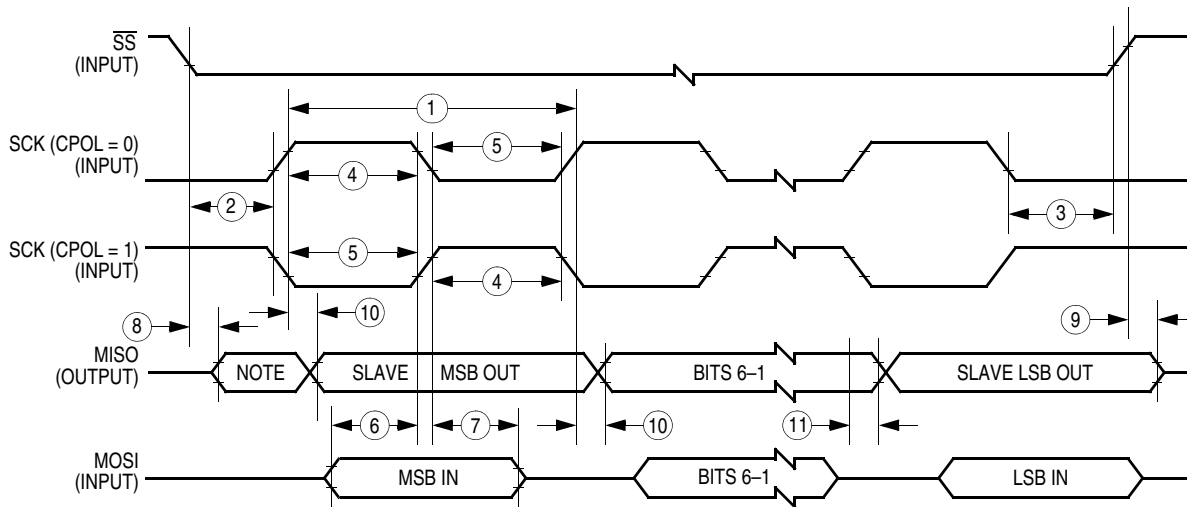 SS
(INPUT)
1
SCK (CPOL = 0)
(INPUT)
5
4
2
3
SCK (CPOL = 1)
(INPUT)
5
4
10
8
9
MISO
(OUTPUT)
NOTE
SLAVE MSB OUT
BITS 6–1
SLAVE LSB OUT
6
7
10
11
MOSI
(INPUT)
MSB IN
BITS 6–1
LSB IN